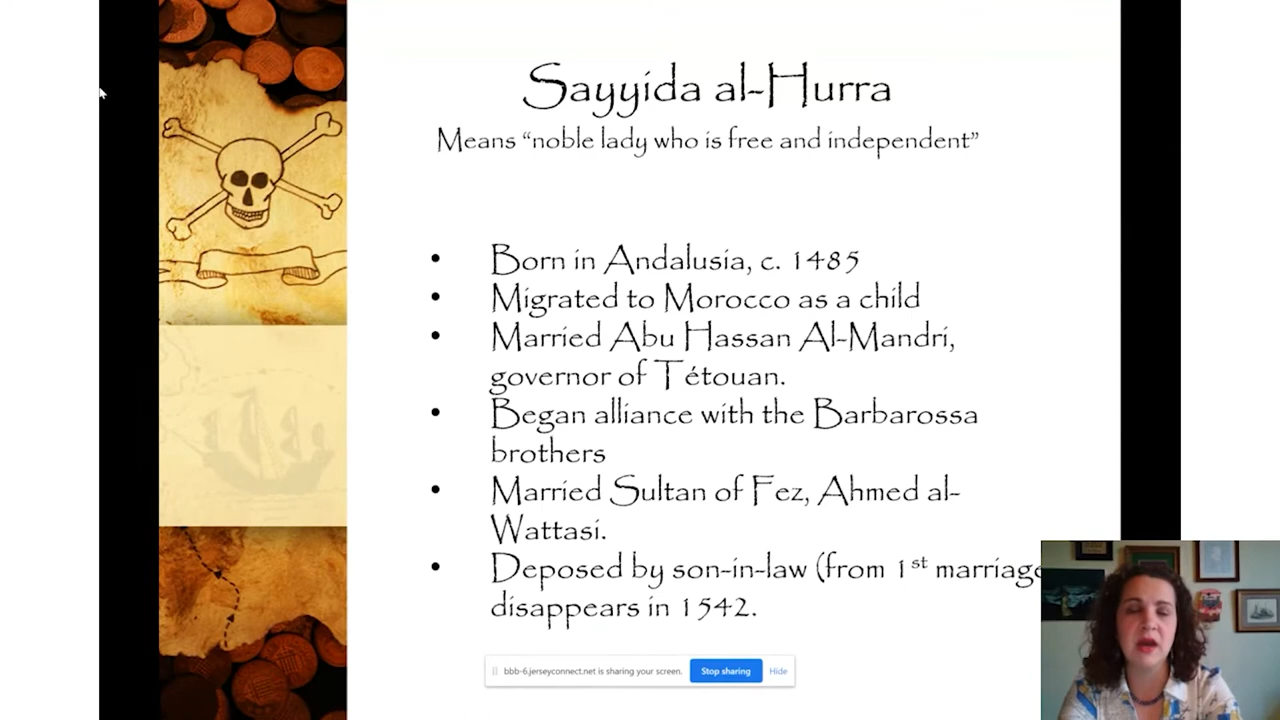 Sayyida al-Hurra
Means “noble lady who is free and independent”
• Born in Andalusia, c. 1485
• Migrated to Morocco as a child
• Married Abu Hassan Al-Mandri,
governor of Tétouan.
• Began alliance with the Barbarossa
brothers
• Married Sultan of Fez, Ahmed al-
Wattasi.
• Deposed by son-in-law (from 1st marriage
disappears in 1542.
bbb-6.jerseyconnect.net is sharing your screen. Stop sharing Hide